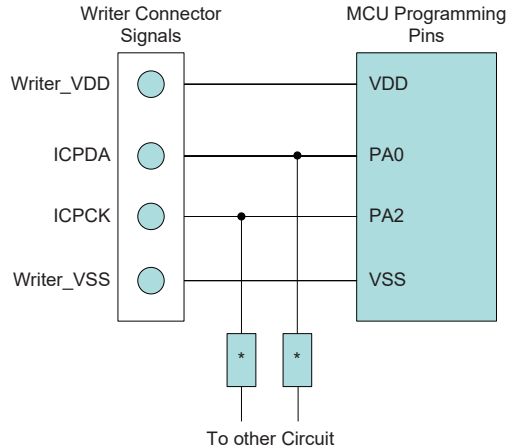 Writer Connector
Signals
MCU Programming
Pins
Writer_VDD
VDD
ICPDA
PA0
ICPCK
PA2
Writer_VSS
VSS
*
*
To other Circuit